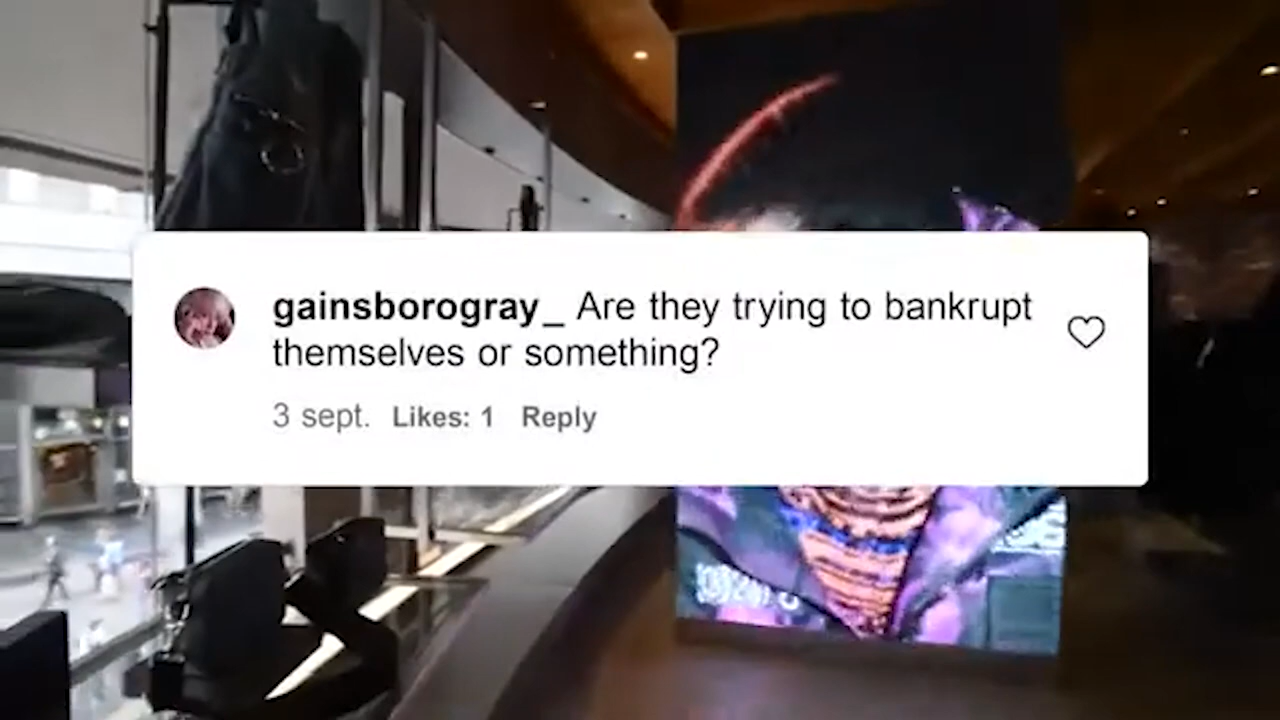 gainsborogray_ Are they trying to bankrupt
themselves or something?
3 sept. Likes: 1 Reply